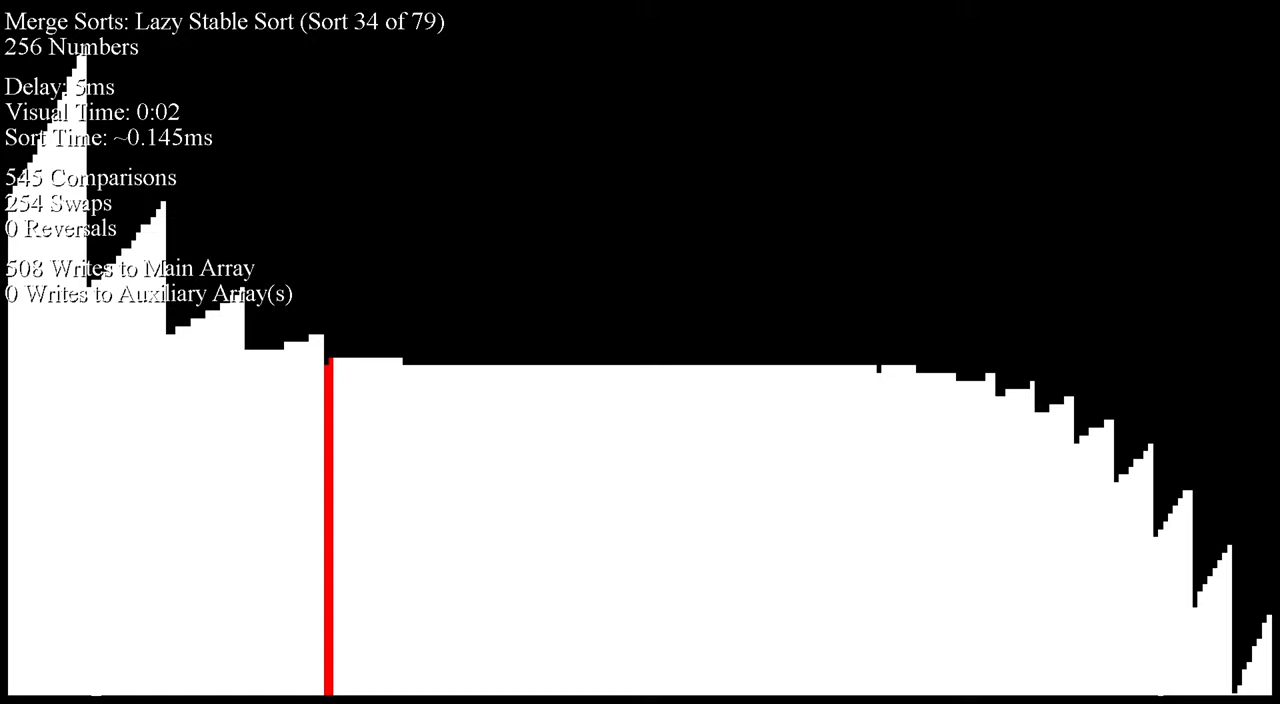 Merge Sorts: Lazy Stable Sort (Sort 34 of 79)
256 Numbers
Delay: 5ms
Visual Time: 0:02
Sort Time: ~0.145ms
545 Comparisons
254 Swaps
0 Reversals
508 Writes to Main Array
0 Writes to Auxiliary Array(s)